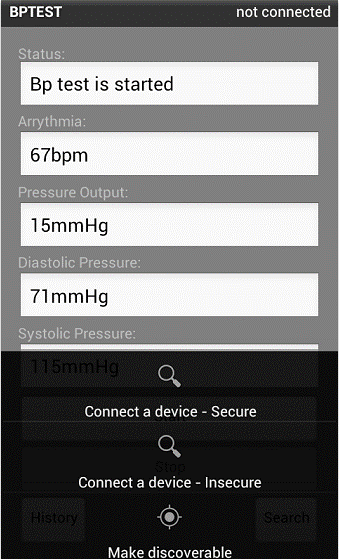 BPTEST not connected
Status:
Bp test is started
Arrythmia:
67bpm
Pressure Output:
15mmHg
Diastolic Pressure:
71mmHg
Systolic Pressure:
115mmHg
Connect a device - Secure
Stop
Connect a device - Insecure
History Search
Make discoverable